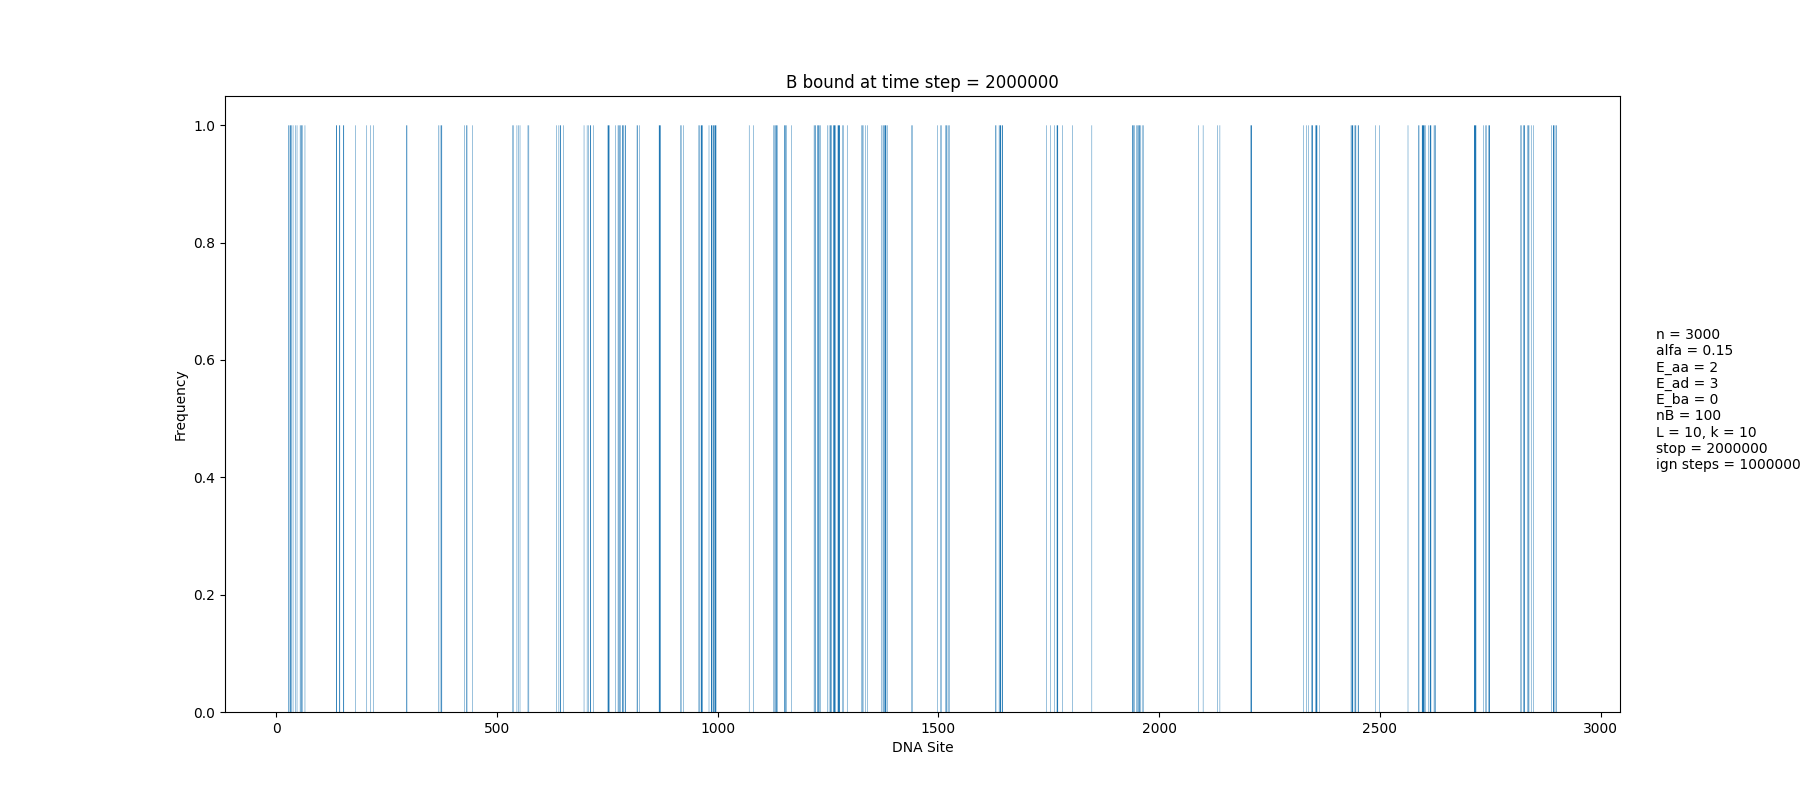 B bound at time step = 2000000
1.0
0.8
0.6
0.4
0.2
0.0
Frequency
0
500
1000
1500
2000
2500
3000
DNA Site
n = 3000
alfa = 0.15
E_aa = 2
E_ad = 3
E_ba = 0
nB = 100
L = 10, k = 10
stop = 2000000
ign steps = 1000000